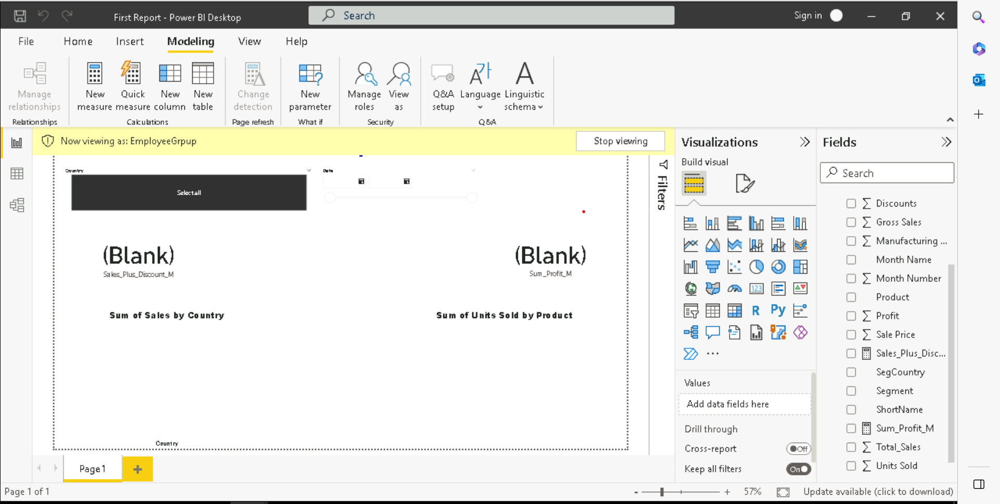 First Report - Power BI Desktop
Search
Sign in
File
Home
Insert
Modeling
View
Help
Manage relationships
New measure
Quick measure
New column
New table
Change detection
New parameter
Manage roles
View as
Q&A setup
Language
Linguistic schema
Relationships
Calculations
Page refresh
What if
Security
Q&A
Now viewing as: EmployeeGrpup
Stop viewing
Country
Select all
Date
(Blank)
Sales_Plus_Discount_M
(Blank)
Sum_Profit_M
Sum of Sales by Country
Sum of Units Sold by Product
Country
Filters
Visualizations
Build visual
123
R
Py
Values
Add data fields here
Drill through
Cross-report
Off
Keep all filters
On
Fields
Search
Discounts
Gross Sales
Manufacturing ...
Month Name
Month Number
Product
Profit
Sale Price
Sales_Plus_Disc...
SegCountry
Segment
ShortName
Sum_Profit_M
Total_Sales
Units Sold
Page 1
Page 1 of 1
57%
Update available (click to download)